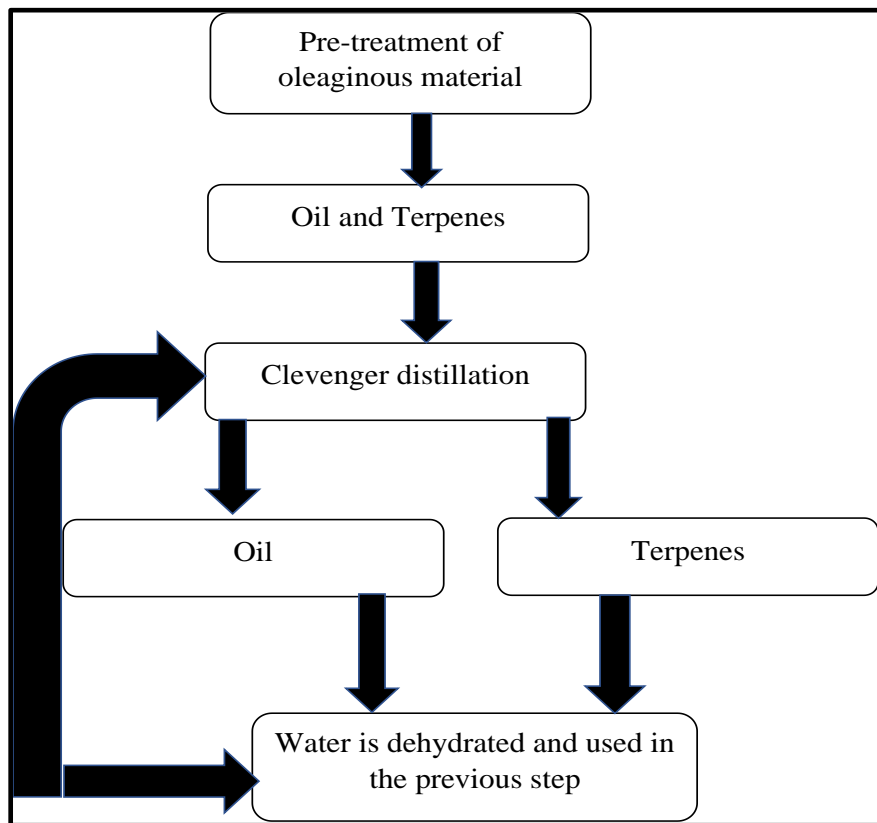 Pre-treatment of
oleaginous material
Oil and Terpenes
Clevenger distillation
Oil
Terpenes
Water is dehydrated and used in
the previous step